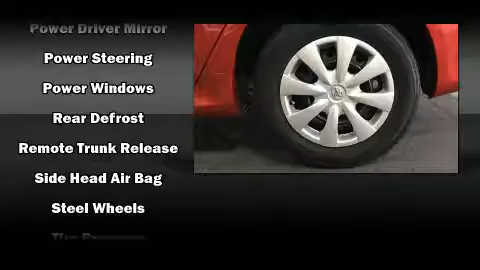 Power Driver Mirror
Power Steering
Power Windows
Rear Defrost
Remote Trunk Release
Side Head Air Bag
Steel Wheels